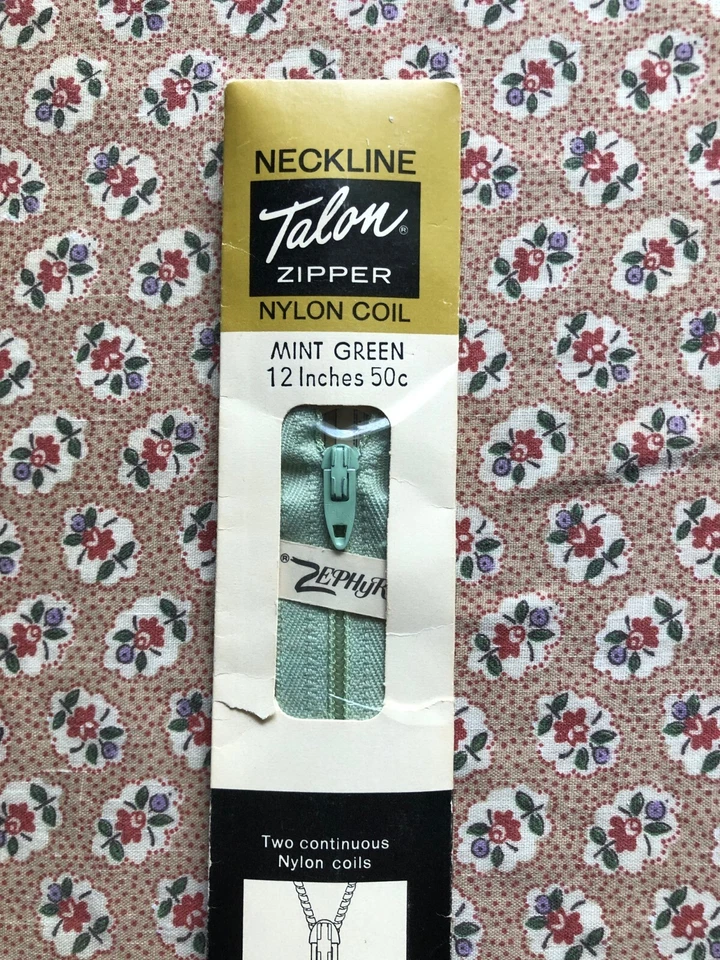 NECKLINE
Talon®
ZIPPER
NYLON COIL
MINT GREEN
12 Inches 50c
® ZEPHYR
Two continuous
Nylon coils